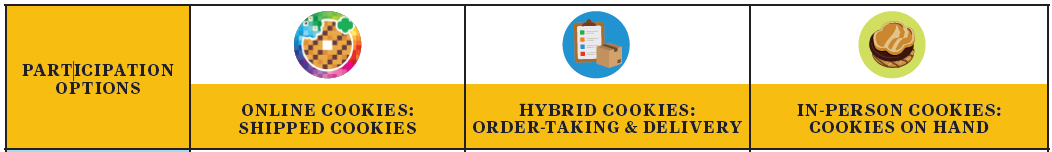 PARTICIPATION
OPTIONS
ONLINE COOKIES:
SHIPPED COOKIES
HYBRID COOKIES:
ORDER-TAKING & DELIVERY
IN-PERSON COOKIES:
COOKIES ON HAND